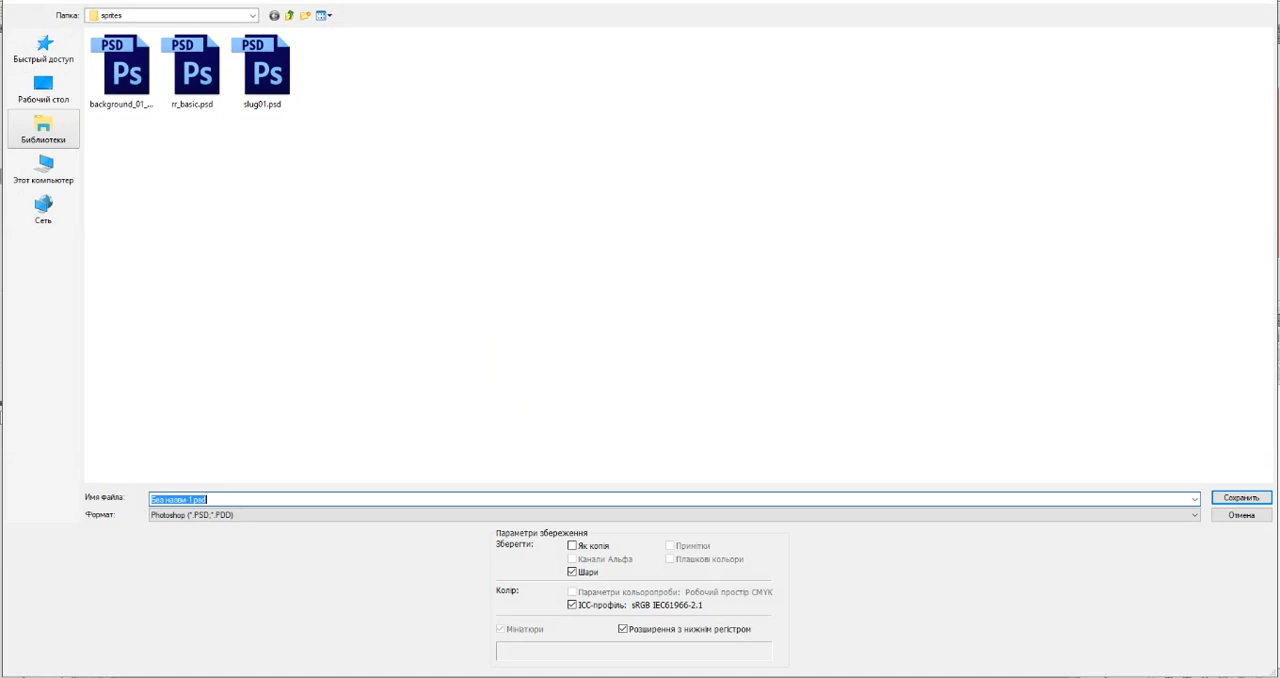 Папка: sprites
Быстрый доступ
Рабочий стол
Библиотеки
Этот компьютер
Сеть
PSD PSD PSD
Ps Ps Ps
background_01_... rr_basic.psd slug01.psd
Имя файла: Без назви-1.psd Сохранить
Формат: Photoshop (*.PSD;*.PDD) Отмена
Параметри збереження
Зберегти: Як копія Примітки
Канали Альфа Плашкові кольори
Шари
Колір: Параметри кольоропроби: Робочий простір CMYK
ICC-профіль: sRGB IEC61966-2.1
Мініатюри Розширення з нижнім регістром